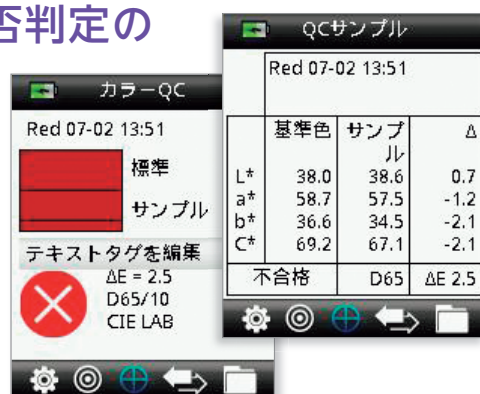 否判定の
カラーQC
Red 07-02 13:51
標準
サンプル
テキストタグを編集
ΔE = 2.5
D65/10
CIE LAB
QCサンプル
Red 07-02 13:51
基準色 サンプル Δ
L* 38.0 38.6 0.7
a* 58.7 57.5 -1.2
b* 36.6 34.5 -2.1
C* 69.2 67.1 -2.1
不合格 D65 ΔE 2.5